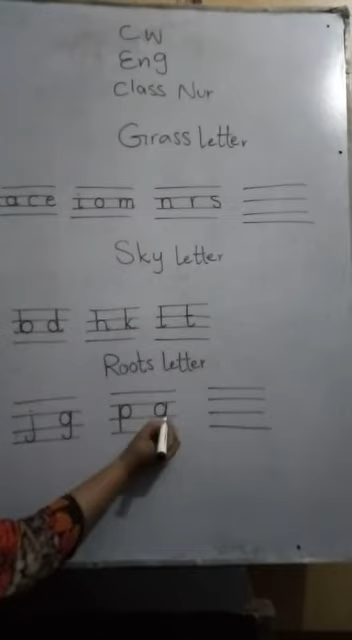 CW
Eng
Class Nur
Grass Letter
a c e i o m n r s
Sky Letter
b d h k l t
Roots letter
j g p q